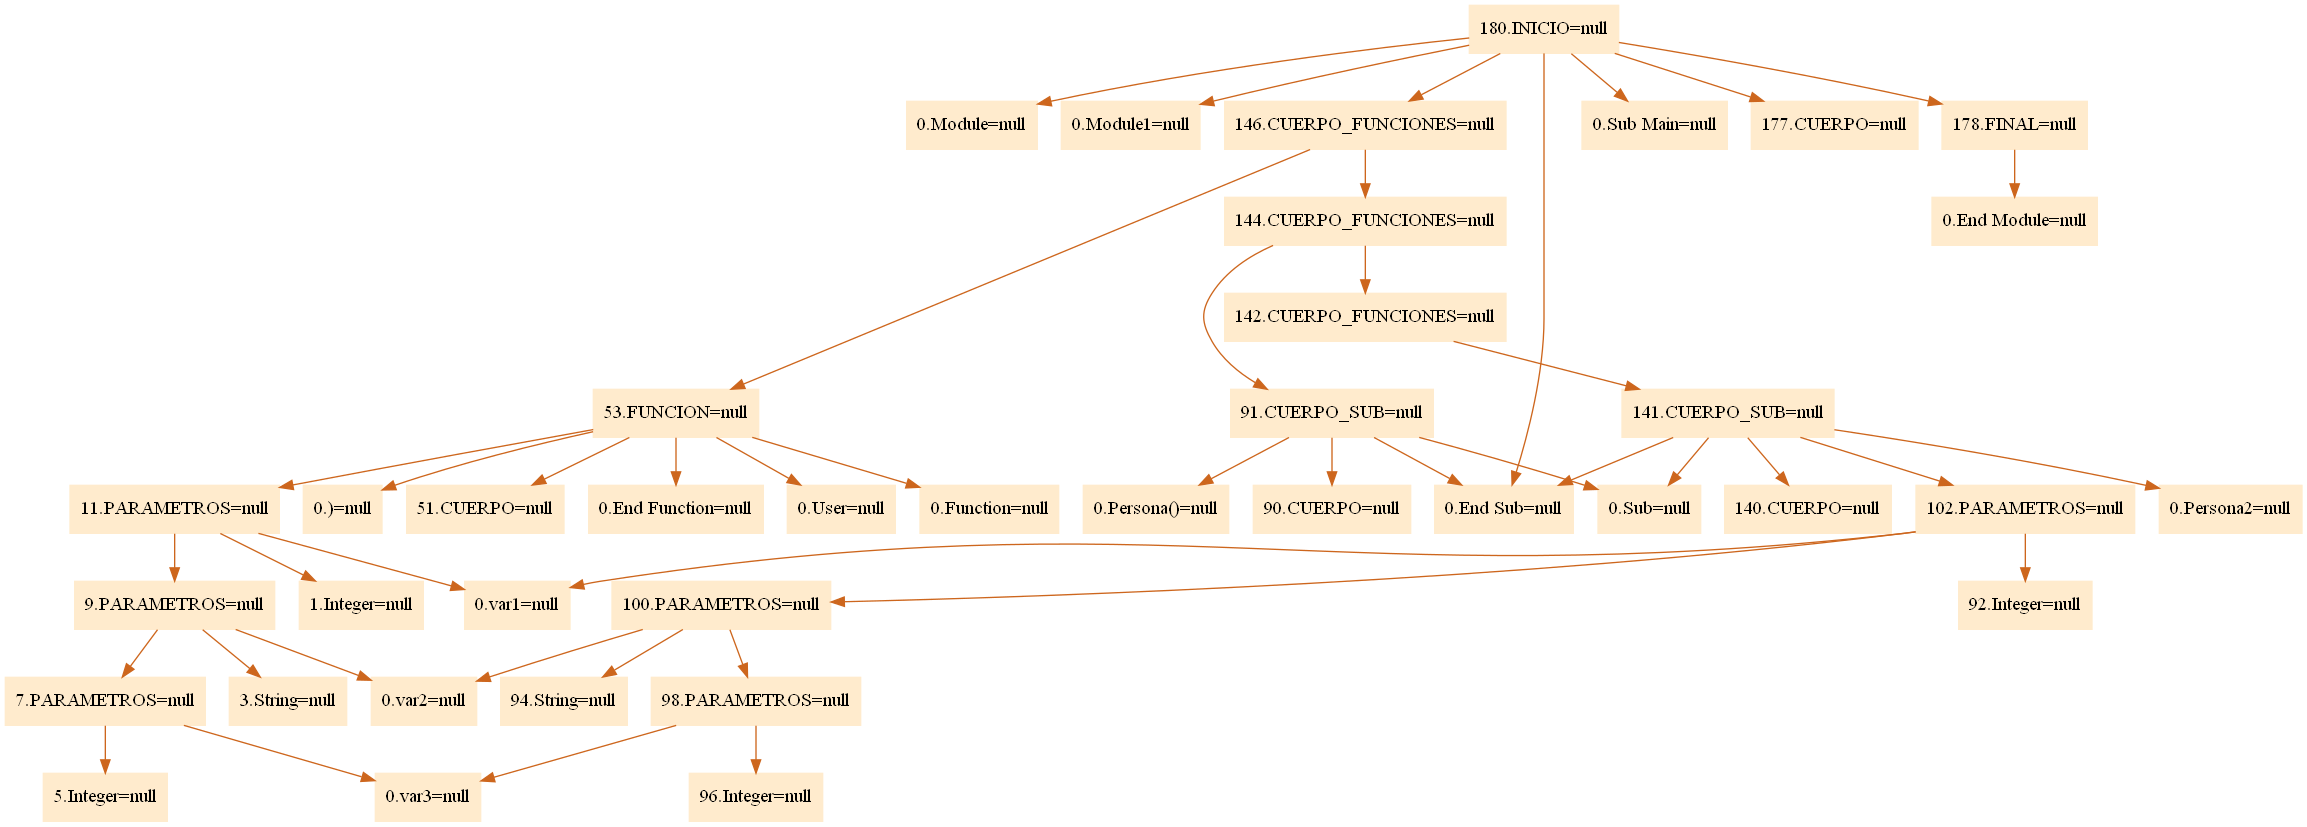 180.INICIO=null
0.Module=null
0.Module1=null
146.CUERPO_FUNCIONES=null
0.Sub Main=null
177.CUERPO=null
178.FINAL=null
144.CUERPO_FUNCIONES=null
0.End Module=null
142.CUERPO_FUNCIONES=null
53.FUNCION=null
91.CUERPO_SUB=null
141.CUERPO_SUB=null
11.PARAMETROS=null
0.)=null
51.CUERPO=null
0.End Function=null
0.User=null
0.Function=null
0.Persona()=null
90.CUERPO=null
0.End Sub=null
0.Sub=null
140.CUERPO=null
102.PARAMETROS=null
0.Persona2=null
9.PARAMETROS=null
1.Integer=null
0.var1=null
100.PARAMETROS=null
92.Integer=null
7.PARAMETROS=null
3.String=null
0.var2=null
94.String=null
98.PARAMETROS=null
5.Integer=null
0.var3=null
96.Integer=null